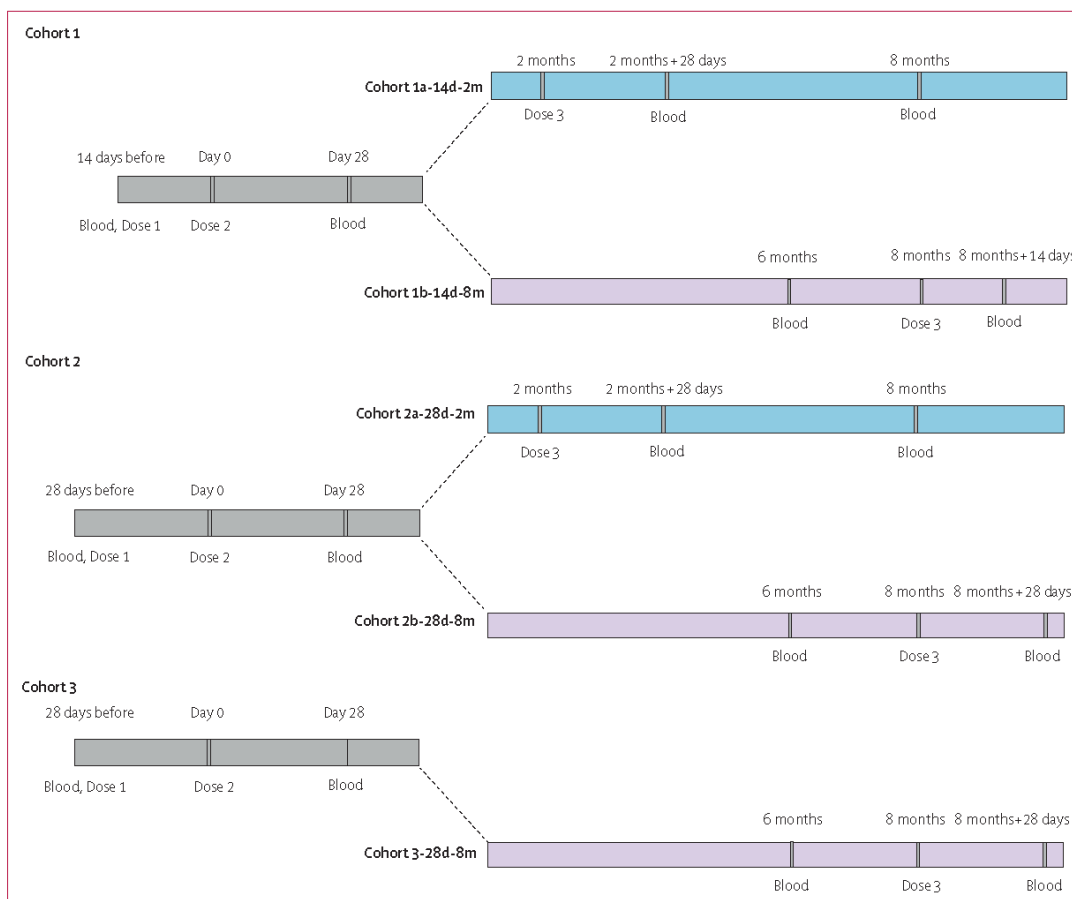 Cohort 1
2 months 2 months + 28 days 8 months
Cohort 1a-14d-2m
Dose 3 Blood Blood
14 days before Day 0 Day 28
Blood, Dose 1 Dose 2 Blood
6 months 8 months 8 months + 14 days
Cohort 1b-14d-8m
Blood Dose 3 Blood
Cohort 2
2 months 2 months + 28 days 8 months
Cohort 2a-28d-2m
Dose 3 Blood Blood
28 days before Day 0 Day 28
Blood, Dose 1 Dose 2 Blood
6 months 8 months 8 months + 28 days
Cohort 2b-28d-8m
Blood Dose 3 Blood
Cohort 3
28 days before Day 0 Day 28
Blood, Dose 1 Dose 2 Blood
6 months 8 months 8 months+28 days
Cohort 3-28d-8m
Blood Dose 3 Blood